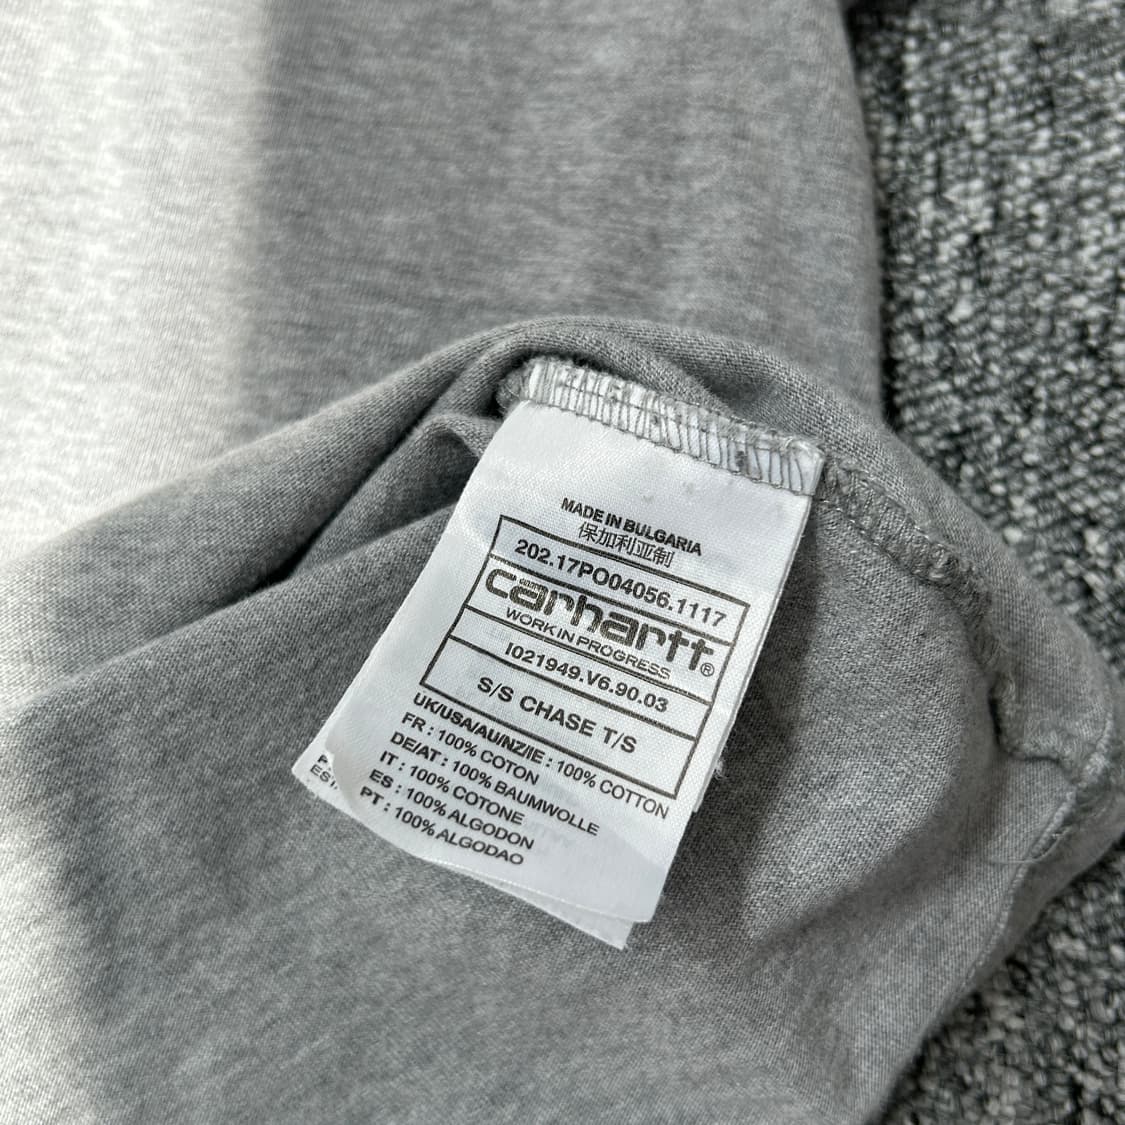 MADE IN BULGARIA
保加利亚制
202.17PO04056.1117
carhartt®
WORK IN PROGRESS
I021949.V6.90.03
S/S CHASE T/S
UK/USA/AU/NZ/IE : 100% COTTON
FR : 100% COTON
DE/AT : 100% BAUMWOLLE
IT : 100% COTONE
ES : 100% ALGODON
PT : 100% ALGODAO